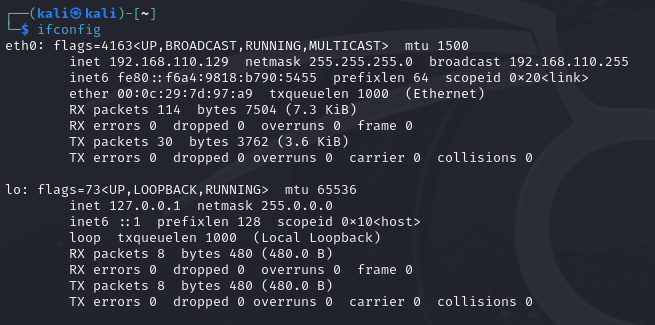 ┌──(kali㉿kali)-[~]
└─$ ifconfig
eth0: flags=4163<UP,BROADCAST,RUNNING,MULTICAST>  mtu 1500
        inet 192.168.110.129  netmask 255.255.255.0  broadcast 192.168.110.255
        inet6 fe80::f6a4:9818:b790:5455  prefixlen 64  scopeid 0×20<link>
        ether 00:0c:29:7d:97:a9  txqueuelen 1000  (Ethernet)
        RX packets 114  bytes 7504 (7.3 KiB)
        RX errors 0  dropped 0  overruns 0  frame 0
        TX packets 30  bytes 3762 (3.6 KiB)
        TX errors 0  dropped 0 overruns 0  carrier 0  collisions 0

lo: flags=73<UP,LOOPBACK,RUNNING>  mtu 65536
        inet 127.0.0.1  netmask 255.0.0.0
        inet6 ::1  prefixlen 128  scopeid 0×10<host>
        loop  txqueuelen 1000  (Local Loopback)
        RX packets 8  bytes 480 (480.0 B)
        RX errors 0  dropped 0  overruns 0  frame 0
        TX packets 8  bytes 480 (480.0 B)
        TX errors 0  dropped 0 overruns 0  carrier 0  collisions 0